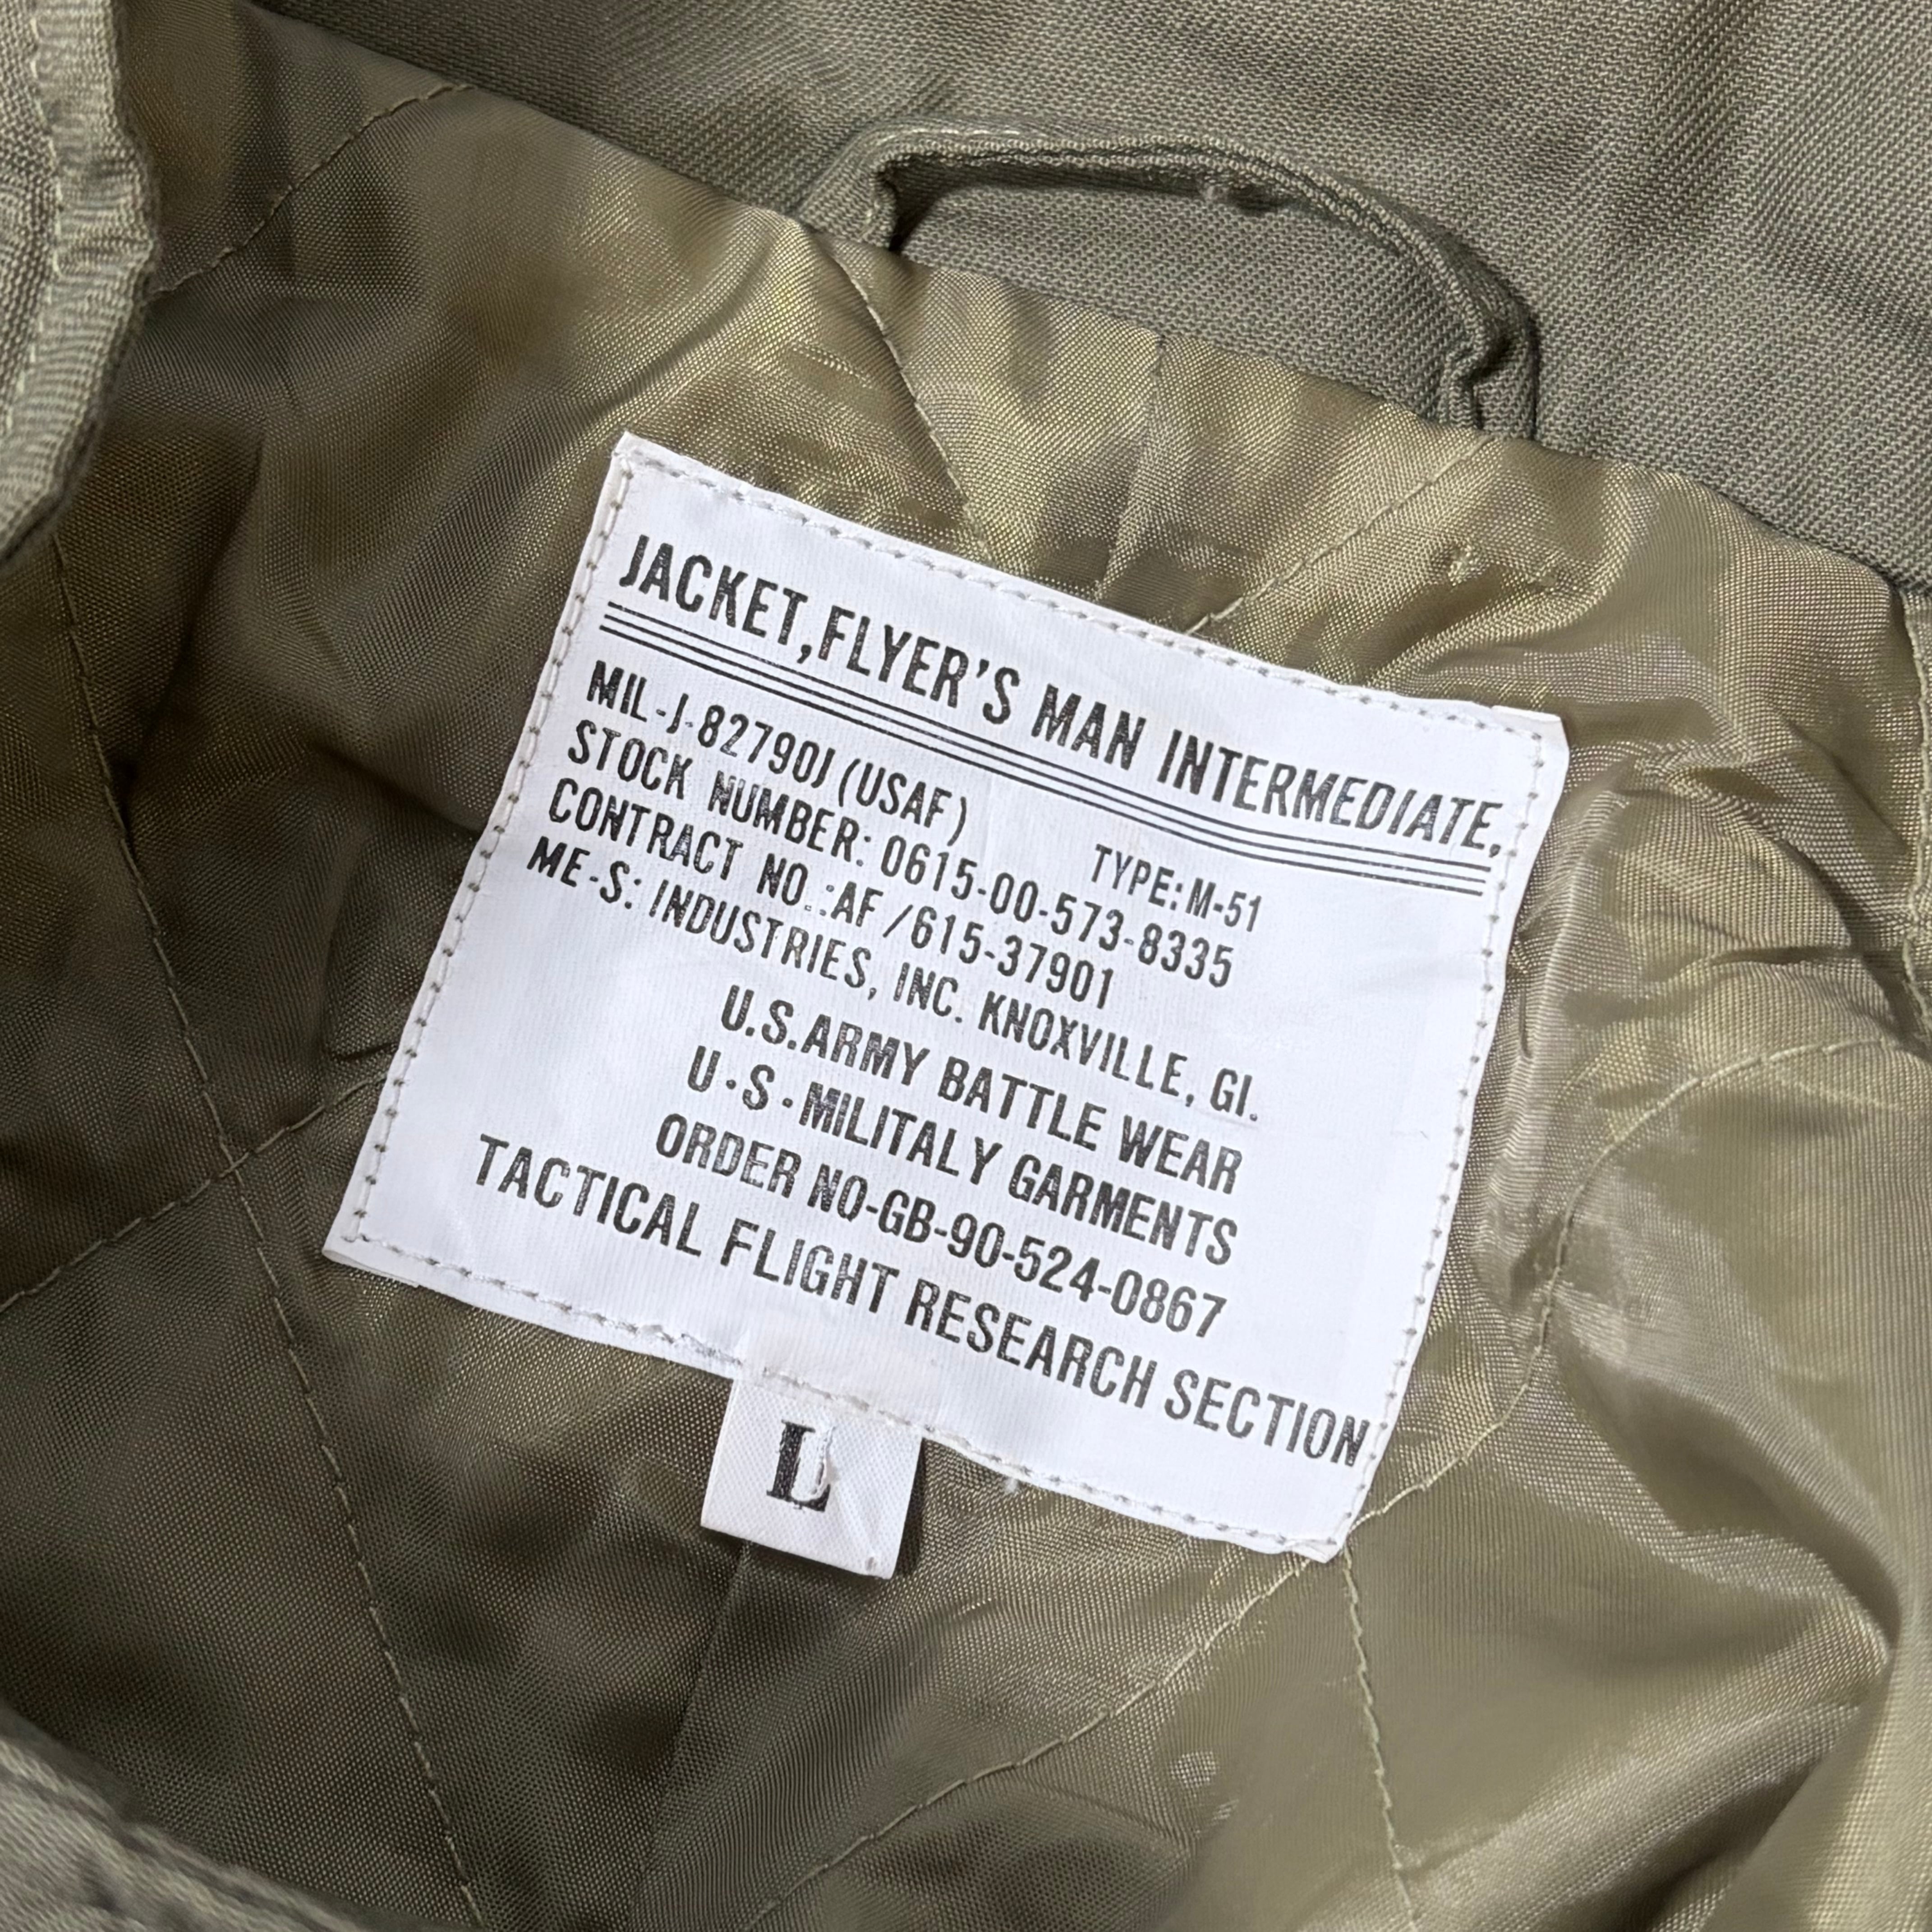 JACKET,FLYER'S MAN INTERMEDIATE,
MIL-J-82790J (USAF)
TYPE: M-51
STOCK NUMBER: 0615-00-573-8335
CONTRACT NO.:AF/615-37901
ME-S: INDUSTRIES, INC. KNOXVILLE, GI.
U.S.ARMY BATTLE WEAR
U·S·MILITALY GARMENTS
ORDER NO-GB-90-524-0867
TACTICAL FLIGHT RESEARCH SECTION
L